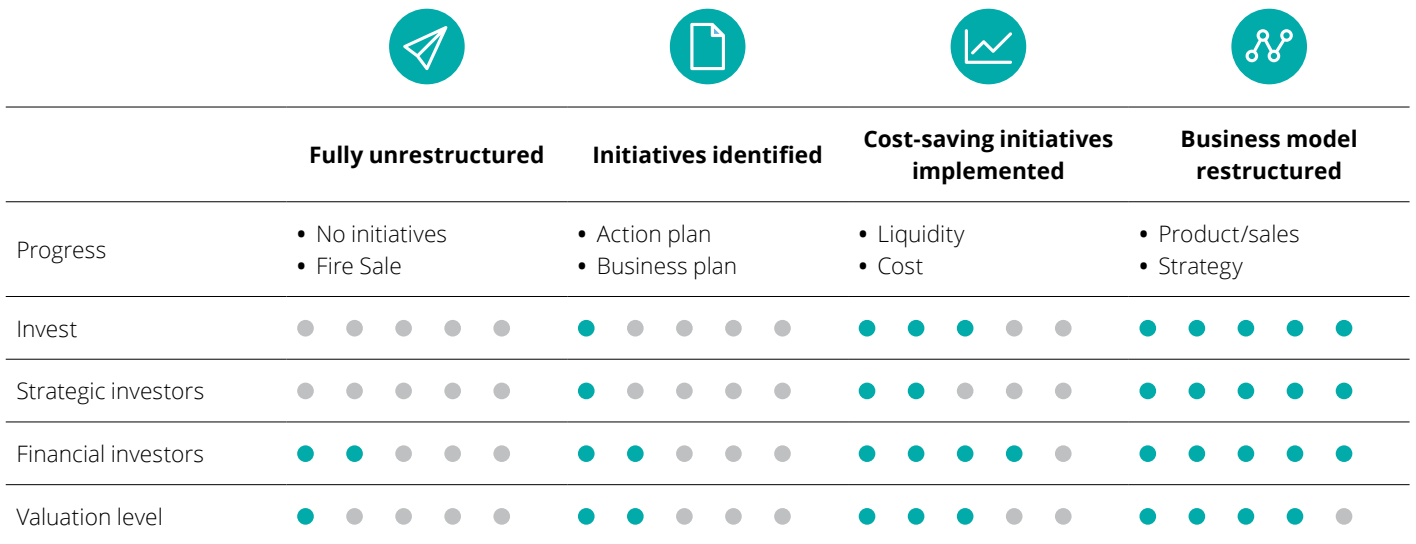 Fully unrestructured
Initiatives identified
Cost-saving initiatives
implemented
Business model
restructured
Progress
• No initiatives
• Fire Sale
• Action plan
• Business plan
• Liquidity
• Cost
• Product/sales
• Strategy
Invest
Strategic investors
Financial investors
Valuation level